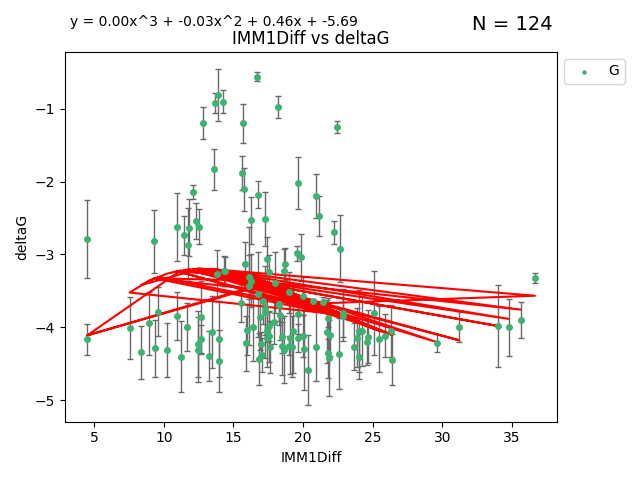 y = 0.00x^3 + -0.03x^2 + 0.46x + -5.69
N = 124
IMM1Diff vs deltaG
G
deltaG
−1
−2
−3
−4
−5
5 10 15 20 25 30 35
IMM1Diff